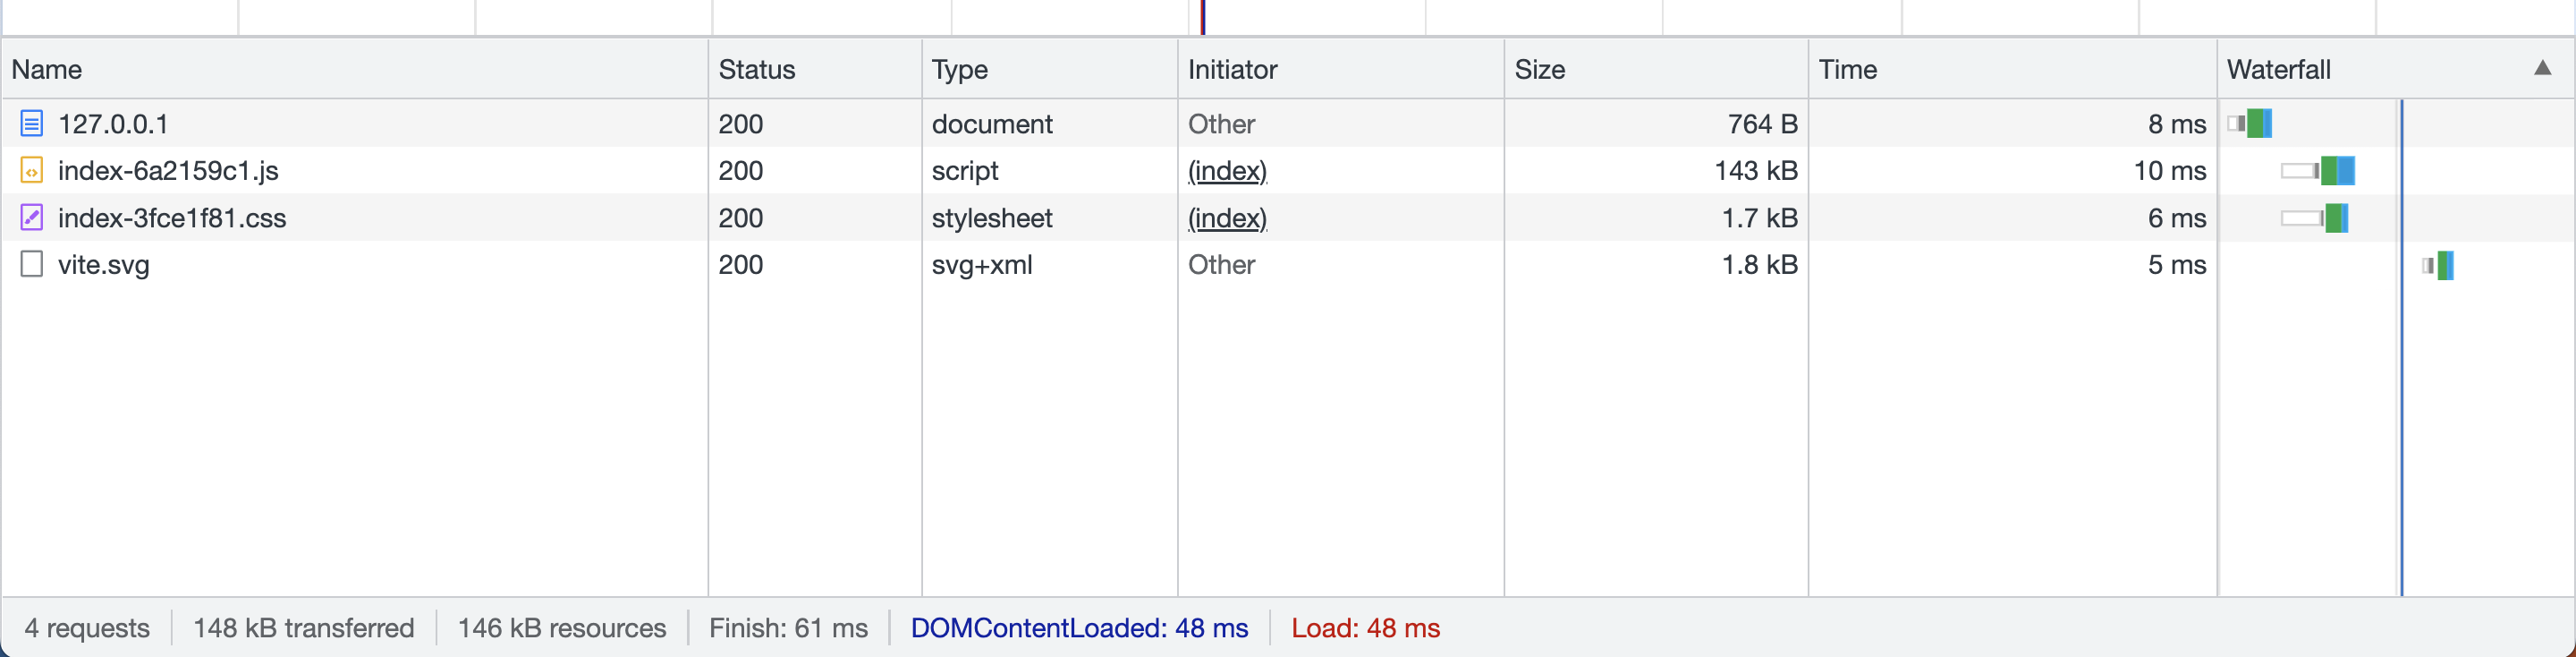 Name Status Type Initiator Size Time Waterfall
127.0.0.1 200 document Other 764 B 8 ms
index-6a2159c1.js 200 script (index) 143 kB 10 ms
index-3fce1f81.css 200 stylesheet (index) 1.7 kB 6 ms
vite.svg 200 svg+xml Other 1.8 kB 5 ms
4 requests 148 kB transferred 146 kB resources Finish: 61 ms DOMContentLoaded: 48 ms Load: 48 ms